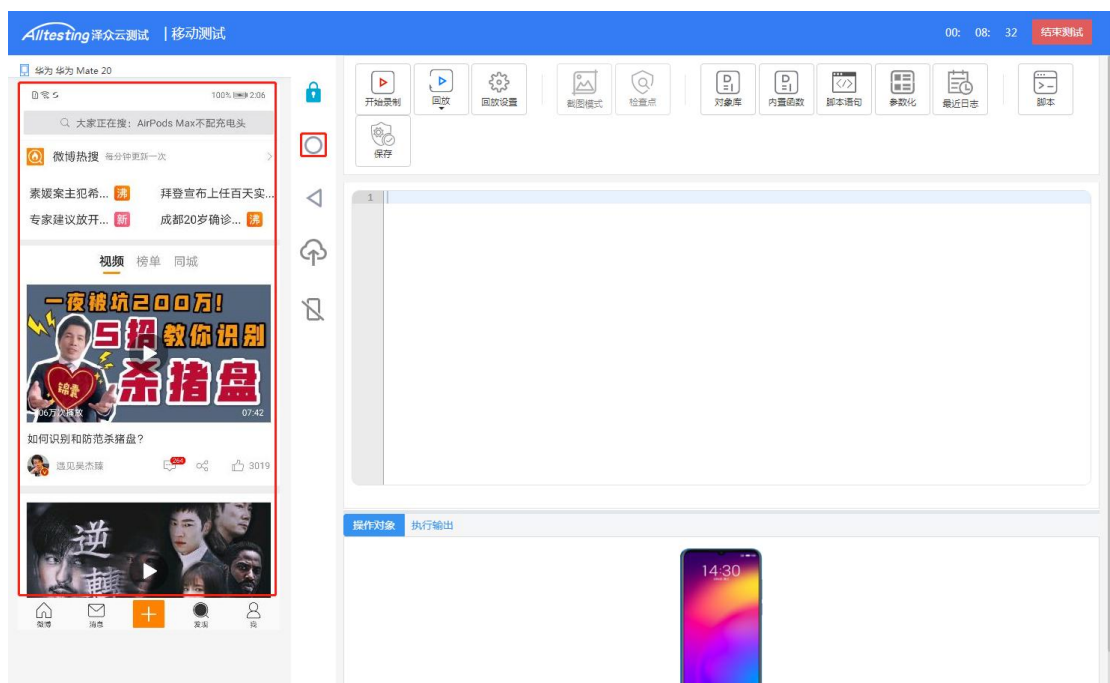 Alltesting泽众云测试 | 移动测试
00: 08: 32 结束测试
华为 华为 Mate 20
100% 2:06
大家正在搜：AirPods Max不配充电头
微博热搜 每分钟更新一次
素媛案主犯希... 沸 拜登宣布上任百天实...
专家建议放开... 新 成都20岁确诊... 沸
视频 榜单 同城
一夜被坑200万!
5招教你识别
杀猪盘
锦囊
06万次播放 07:42
如何识别和防范杀猪盘?
遇见吴杰臻 264 3019
逆
轉
微博 消息 发现 我
开始录制 回放 回放设置 截图模式 检查点 对象库 内置函数 脚本语句 参数化 最近日志 脚本
保存
1
操作对象 执行输出
14:30